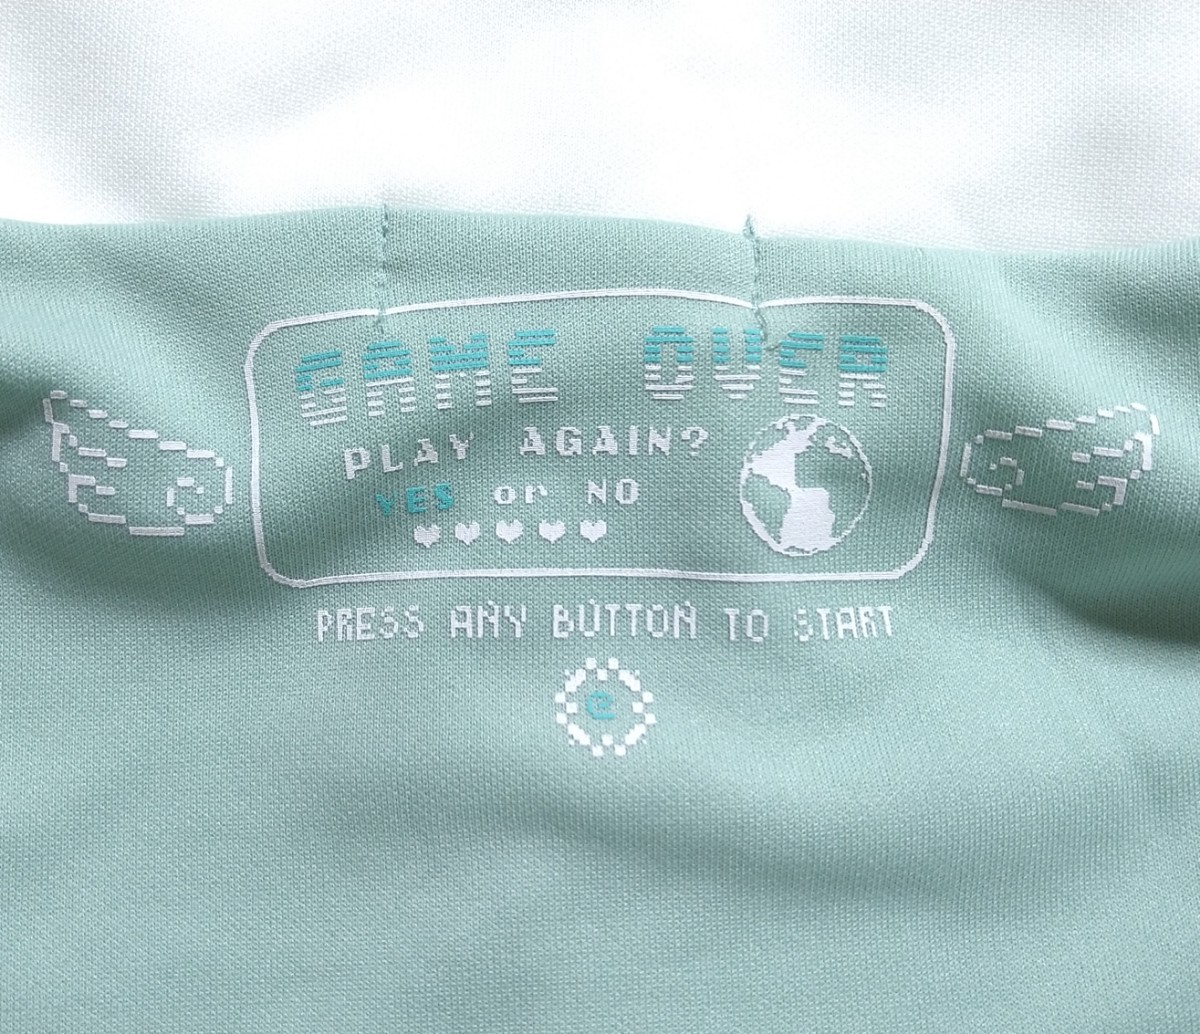 GAME OVER
PLAY AGAIN?
YES or NO
PRESS ANY BUTTON TO START
e